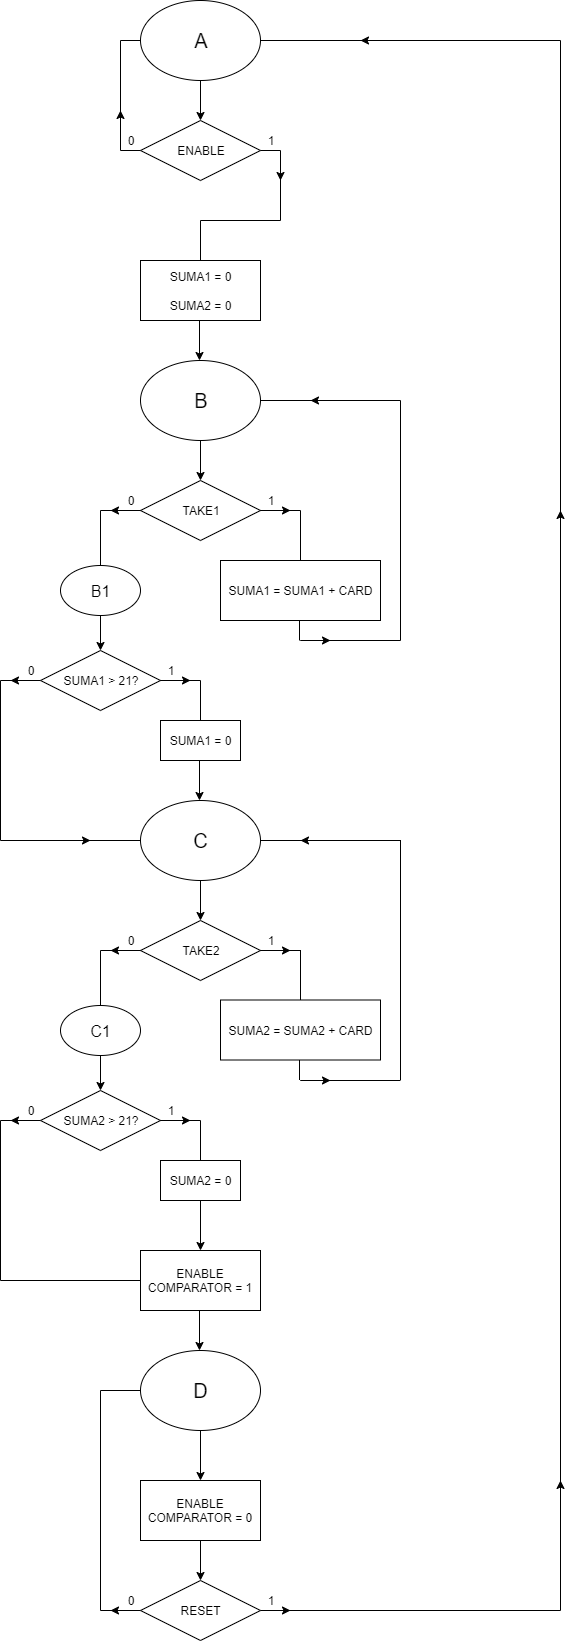 A
0
1
ENABLE
SUMA1 = 0
SUMA2 = 0
B
0
1
TAKE1
B1
SUMA1 = SUMA1 + CARD
0
1
SUMA1 > 21?
SUMA1 = 0
C
0
1
TAKE2
C1
SUMA2 = SUMA2 + CARD
0
1
SUMA2 > 21?
SUMA2 = 0
ENABLE
COMPARATOR = 1
D
ENABLE
COMPARATOR = 0
0
1
RESET